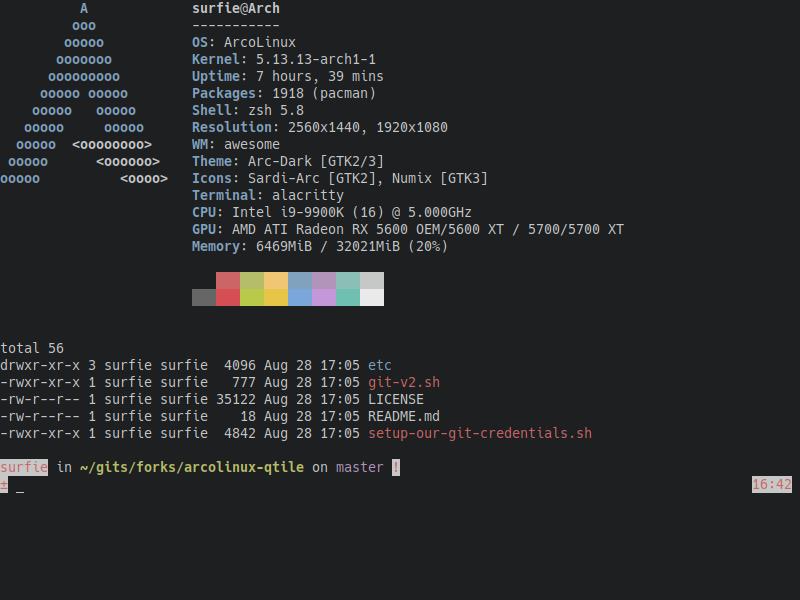 A surfie@Arch
ooo -----------
ooooo OS: ArcoLinux
ooooooo Kernel: 5.13.13-arch1-1
ooooooooo Uptime: 7 hours, 39 mins
ooooo ooooo Packages: 1918 (pacman)
ooooo ooooo Shell: zsh 5.8
ooooo ooooo Resolution: 2560x1440, 1920x1080
ooooo <oooooooo> WM: awesome
ooooo <oooooo> Theme: Arc-Dark [GTK2/3]
ooooo <oooo> Icons: Sardi-Arc [GTK2], Numix [GTK3]
Terminal: alacritty
CPU: Intel i9-9900K (16) @ 5.000GHz
GPU: AMD ATI Radeon RX 5600 OEM/5600 XT / 5700/5700 XT
Memory: 6469MiB / 32021MiB (20%)
total 56
drwxr-xr-x 3 surfie surfie  4096 Aug 28 17:05 etc
-rwxr-xr-x 1 surfie surfie   777 Aug 28 17:05 git-v2.sh
-rw-r--r-- 1 surfie surfie 35122 Aug 28 17:05 LICENSE
-rw-r--r-- 1 surfie surfie    18 Aug 28 17:05 README.md
-rwxr-xr-x 1 surfie surfie  4842 Aug 28 17:05 setup-our-git-credentials.sh
surfie in ~/gits/forks/arcolinux-qtile on master !
± _ 16:42